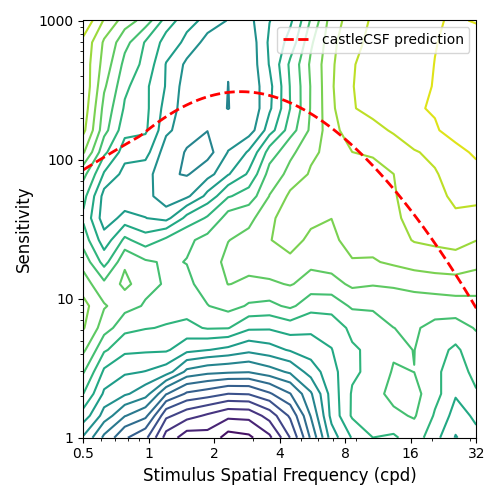 1000
castleCSF prediction
100
Sensitivity
10
1
0.5 1 2 4 8 16 32
Stimulus Spatial Frequency (cpd)